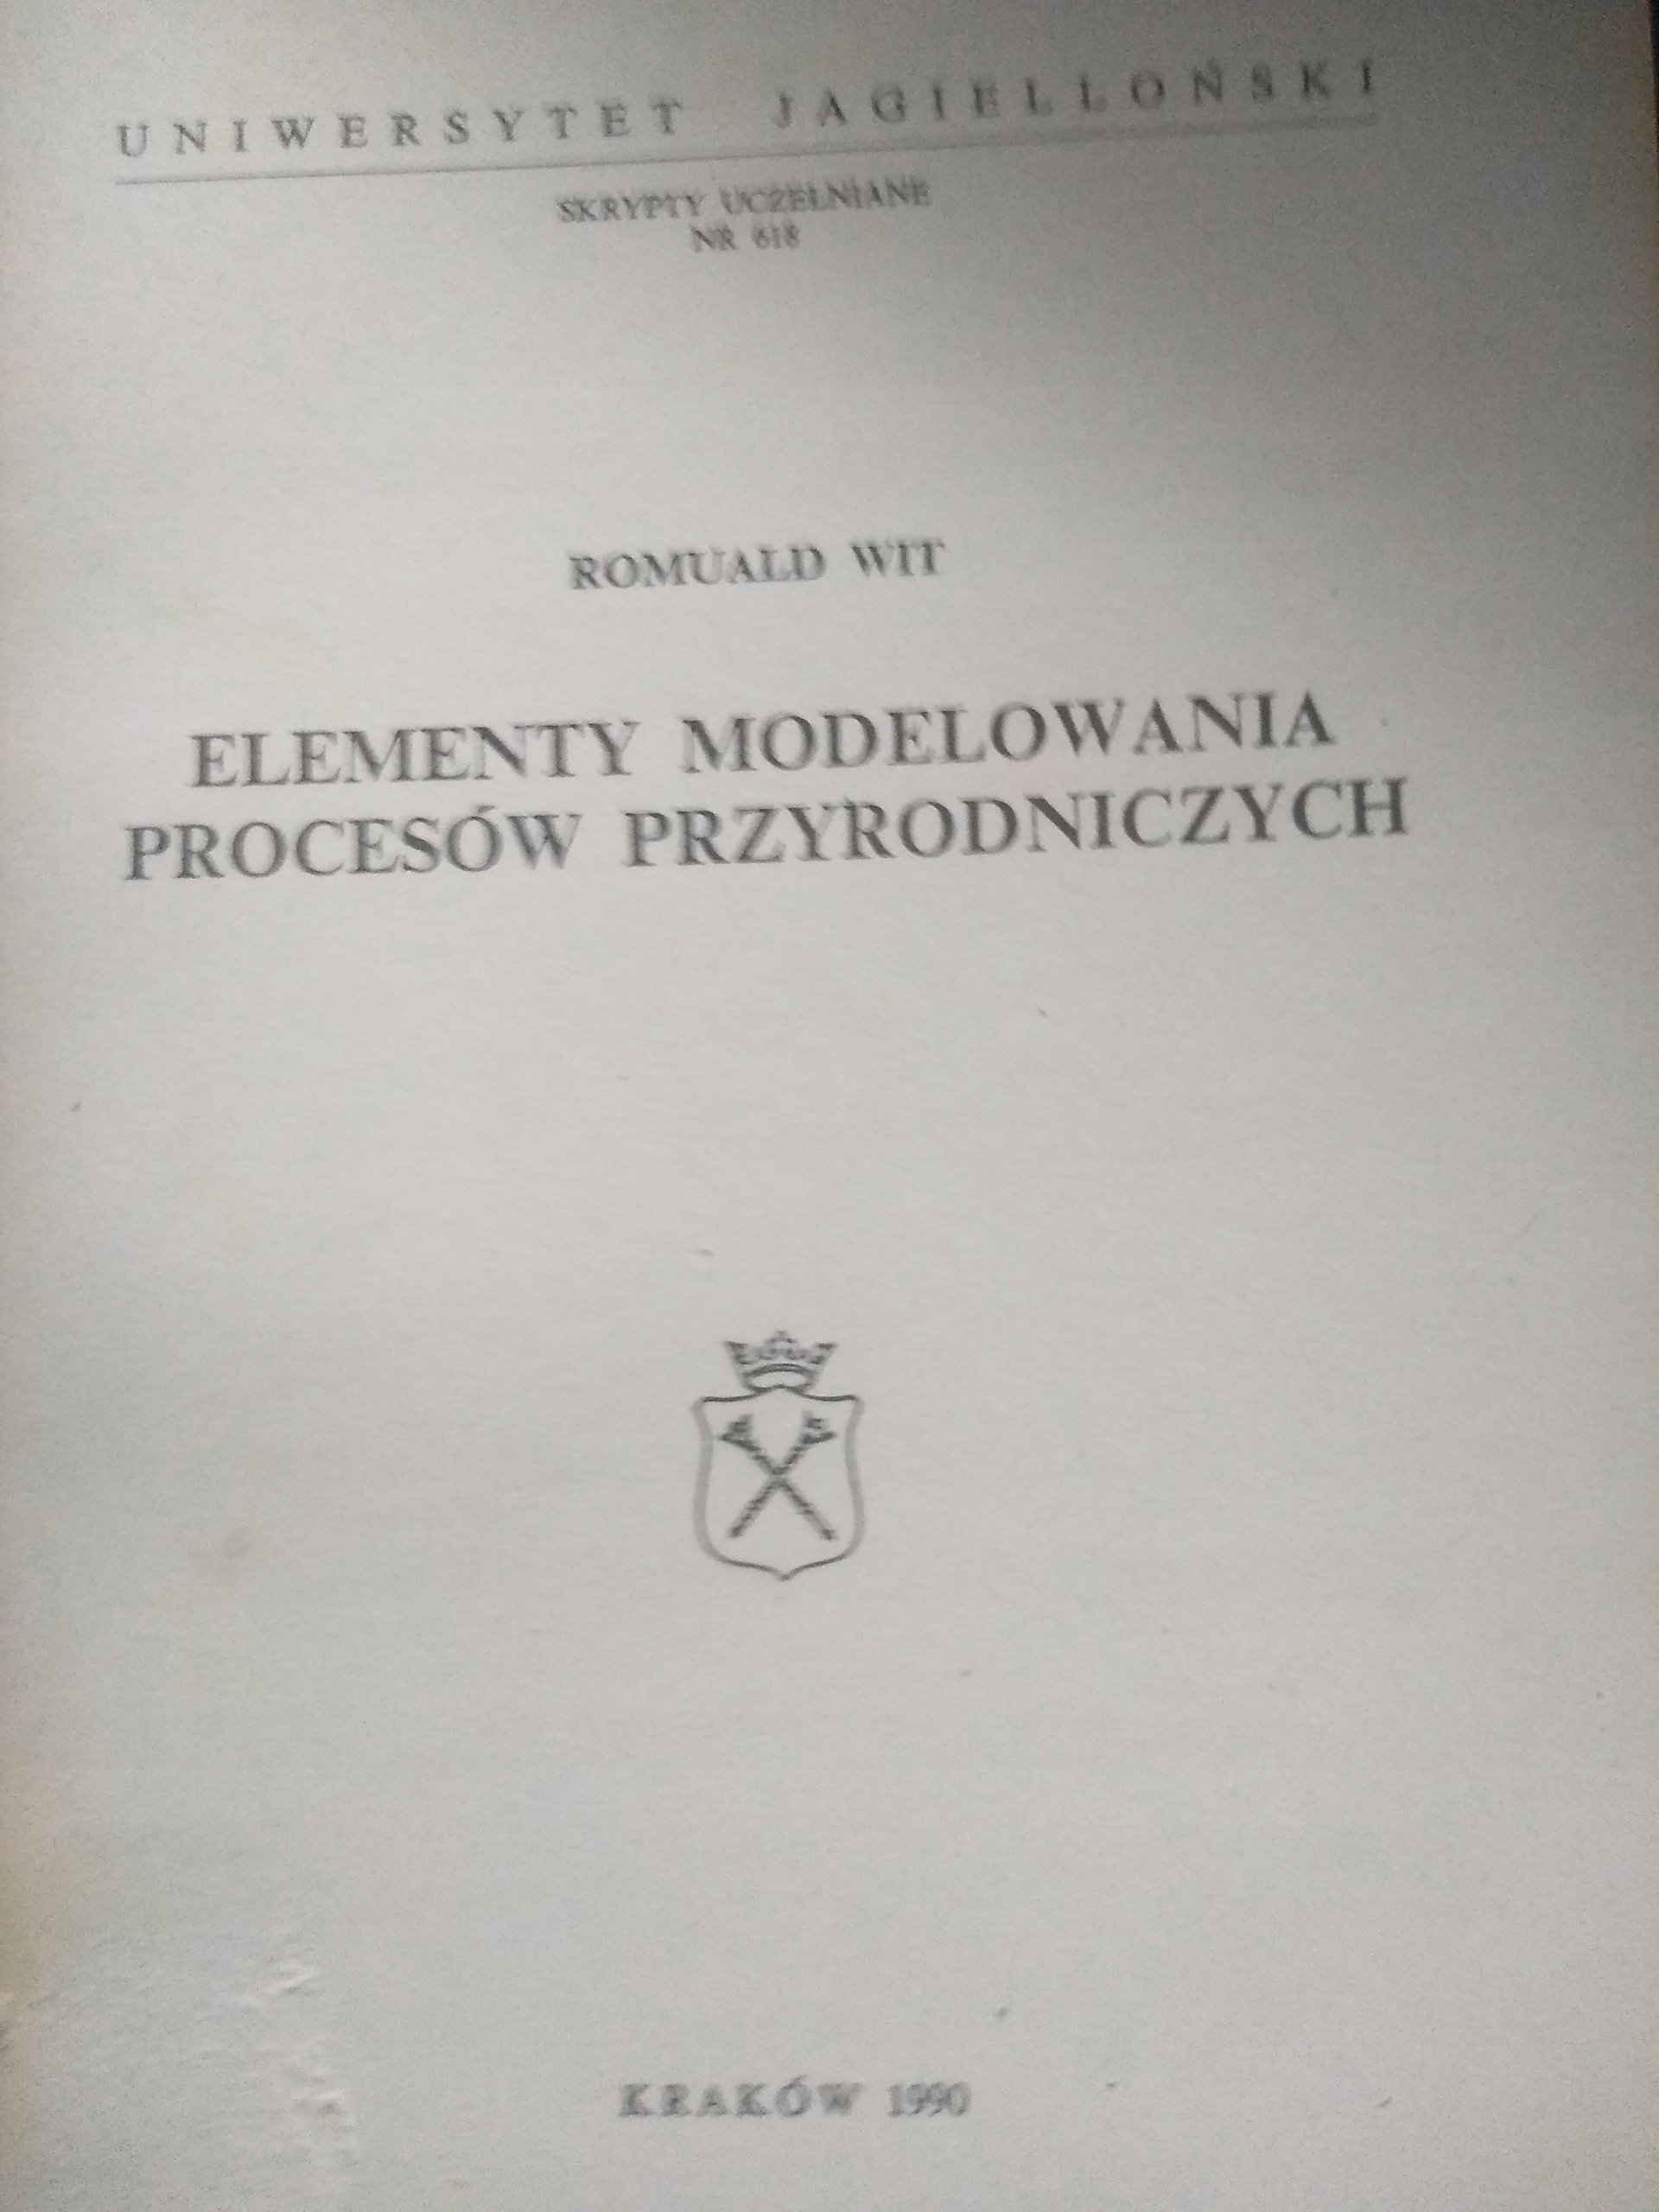 UNIWERSYTET JAGIELLOŃSKI
SKRYPTY UCZELNIANE
NR 618
ROMUALD WIT
ELEMENTY MODELOWANIA
PROCESÓW PRZYRODNICZYCH
KRAKÓW 1990